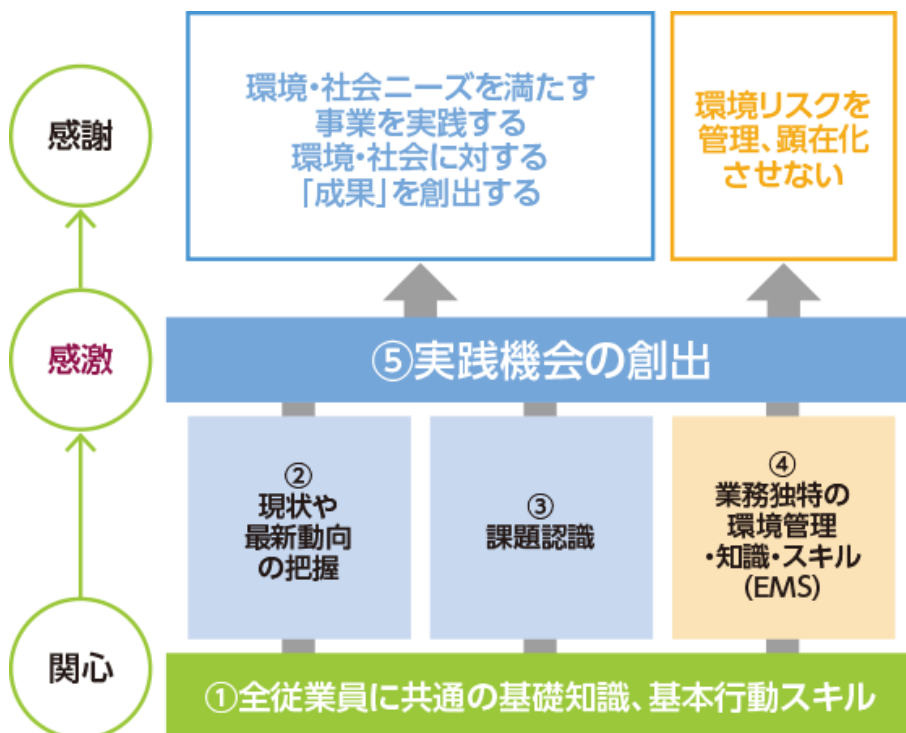 感謝
環境・社会ニーズを満たす
事業を実践する
環境・社会に対する
「成果」を創出する
環境リスクを
管理、顕在化
させない
感激
⑤実践機会の創出
②
現状や
最新動向
の把握
③
課題認識
④
業務独特の
環境管理
・知識・スキル
(EMS)
関心
①全従業員に共通の基礎知識、基本行動スキル